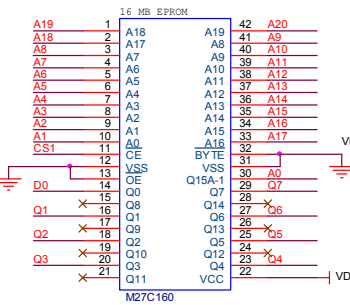 16 MB EPROM
A19 1 A18 A19 42 A20
A18 2 A17 A8 41 A9
A8 3 A7 A9 40 A10
A7 4 A6 A10 39 A11
A6 5 A5 A11 38 A12
A5 6 A4 A12 37 A13
A4 7 A3 A13 36 A14
A3 8 A2 A14 35 A15
A2 9 A1 A15 34 A16
A1 10 A0 A16 33 A17
CS1 11 CE BYTE 32
12 VSS VSS 31
13 OE Q15A-1 30 A0
D0 14 Q0 Q7 29 Q7
15 Q8 Q14 28
Q1 16 Q1 Q6 27 Q6
17 Q9 Q13 26
Q2 18 Q2 Q5 25 Q5
19 Q10 Q12 24
Q3 20 Q3 Q4 23 Q4
21 Q11 VCC 22 VD
M27C160